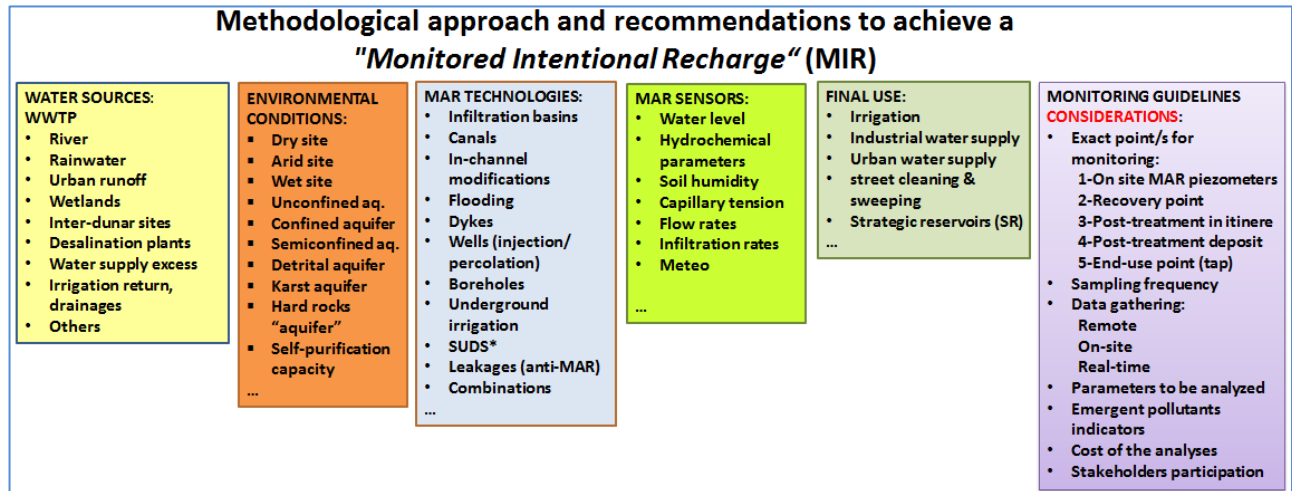 Methodological approach and recommendations to achieve a
"Monitored Intentional Recharge“ (MIR)
WATER SOURCES:
WWTP
• River
• Rainwater
• Urban runoff
• Wetlands
• Inter-dunar sites
• Desalination plants
• Water supply excess
• Irrigation return,
drainages
• Others
ENVIRONMENTAL
CONDITIONS:
▪ Dry site
▪ Arid site
▪ Wet site
▪ Unconfined aq.
▪ Confined aquifer
▪ Semiconfined aq.
▪ Detrital aquifer
▪ Karst aquifer
▪ Hard rocks
“aquifer”
▪ Self-purification
capacity
...
MAR TECHNOLOGIES:
• Infiltration basins
• Canals
• In-channel
modifications
• Flooding
• Dykes
• Wells (injection/
percolation)
• Boreholes
• Underground
irrigation
• SUDS*
• Leakages (anti-MAR)
• Combinations
...
MAR SENSORS:
• Water level
• Hydrochemical
parameters
• Soil humidity
• Capillary tension
• Flow rates
• Infiltration rates
• Meteo
...
FINAL USE:
• Irrigation
• Industrial water supply
• Urban water supply
• street cleaning &
sweeping
• Strategic reservoirs (SR)
...
MONITORING GUIDELINES
CONSIDERATIONS:
• Exact point/s for
monitoring:
1-On site MAR piezometers
2-Recovery point
3-Post-treatment in itinere
4-Post-treatment deposit
5-End-use point (tap)
• Sampling frequency
• Data gathering:
Remote
On-site
Real-time
• Parameters to be analyzed
• Emergent pollutants
indicators
• Cost of the analyses
• Stakeholders participation